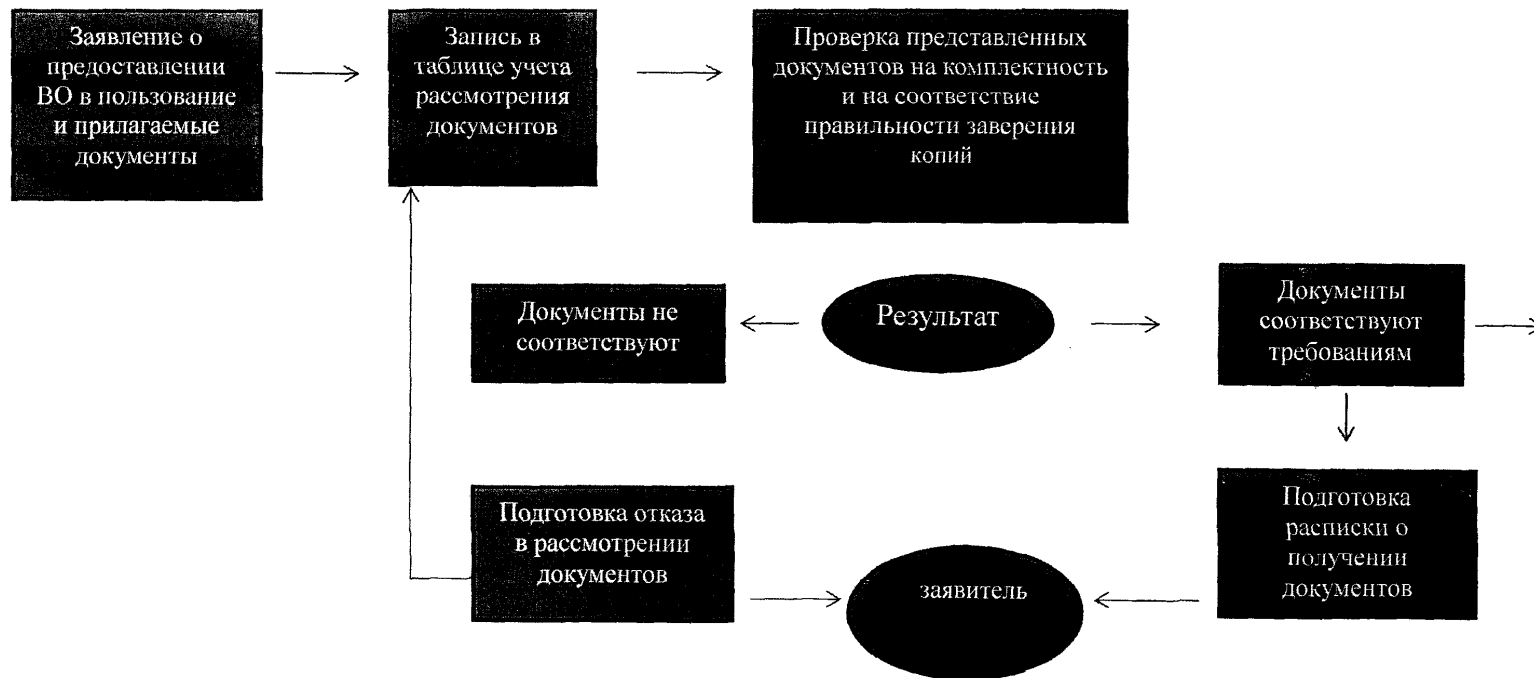 Заявление о
предоставлении
ВО в пользование
и прилагаемые
документы
Запись в
таблице учета
рассмотрения
документов
Проверка представленных
документов на комплектность
и на соответствие
правильности заверения
копий
Документы не
соответствуют
Результат
Документы
соответствуют
требованиям
Подготовка отказа
в рассмотрении
документов
заявитель
Подготовка
расписки о
получении
документов